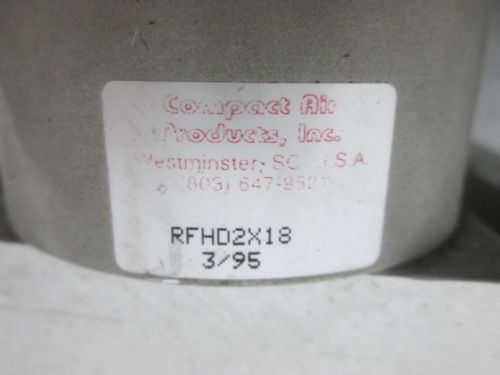 Compact Air
Products, Inc.
Westminster, SC U.S.A.
(803) 647-9521
RFHD2X18
3/95